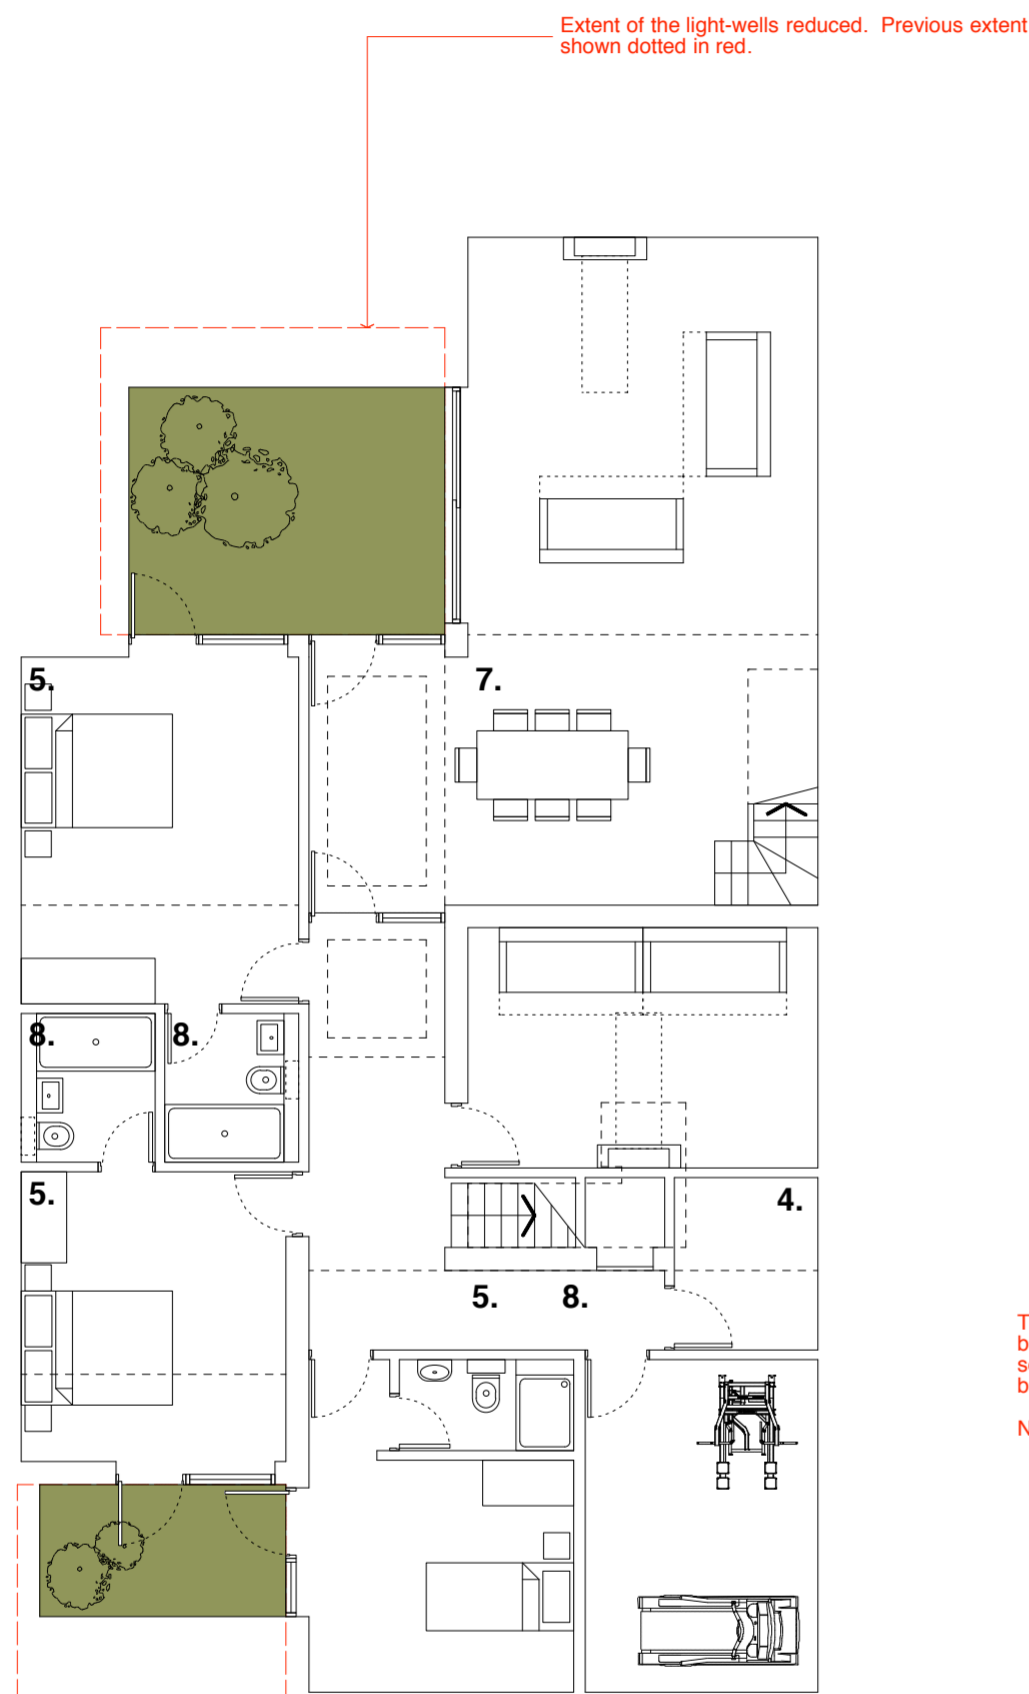 Extent of the light-wells reduced. Previous extent
shown dotted in red.
5.
7.
8. 8.
5.
4.
5. 8.
T
b
s
b
N